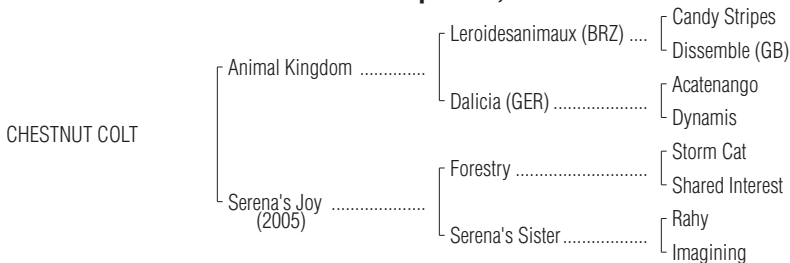 Candy Stripes
Leroidesanimaux (BRZ) ....
Dissemble (GB)
Animal Kingdom ..............
Acatenango
Dalicia (GER) ....................
Dynamis
CHESTNUT COLT
Storm Cat
Forestry ............................
Shared Interest
Serena's Joy ....................
(2005)
Rahy
Serena's Sister..................
Imagining